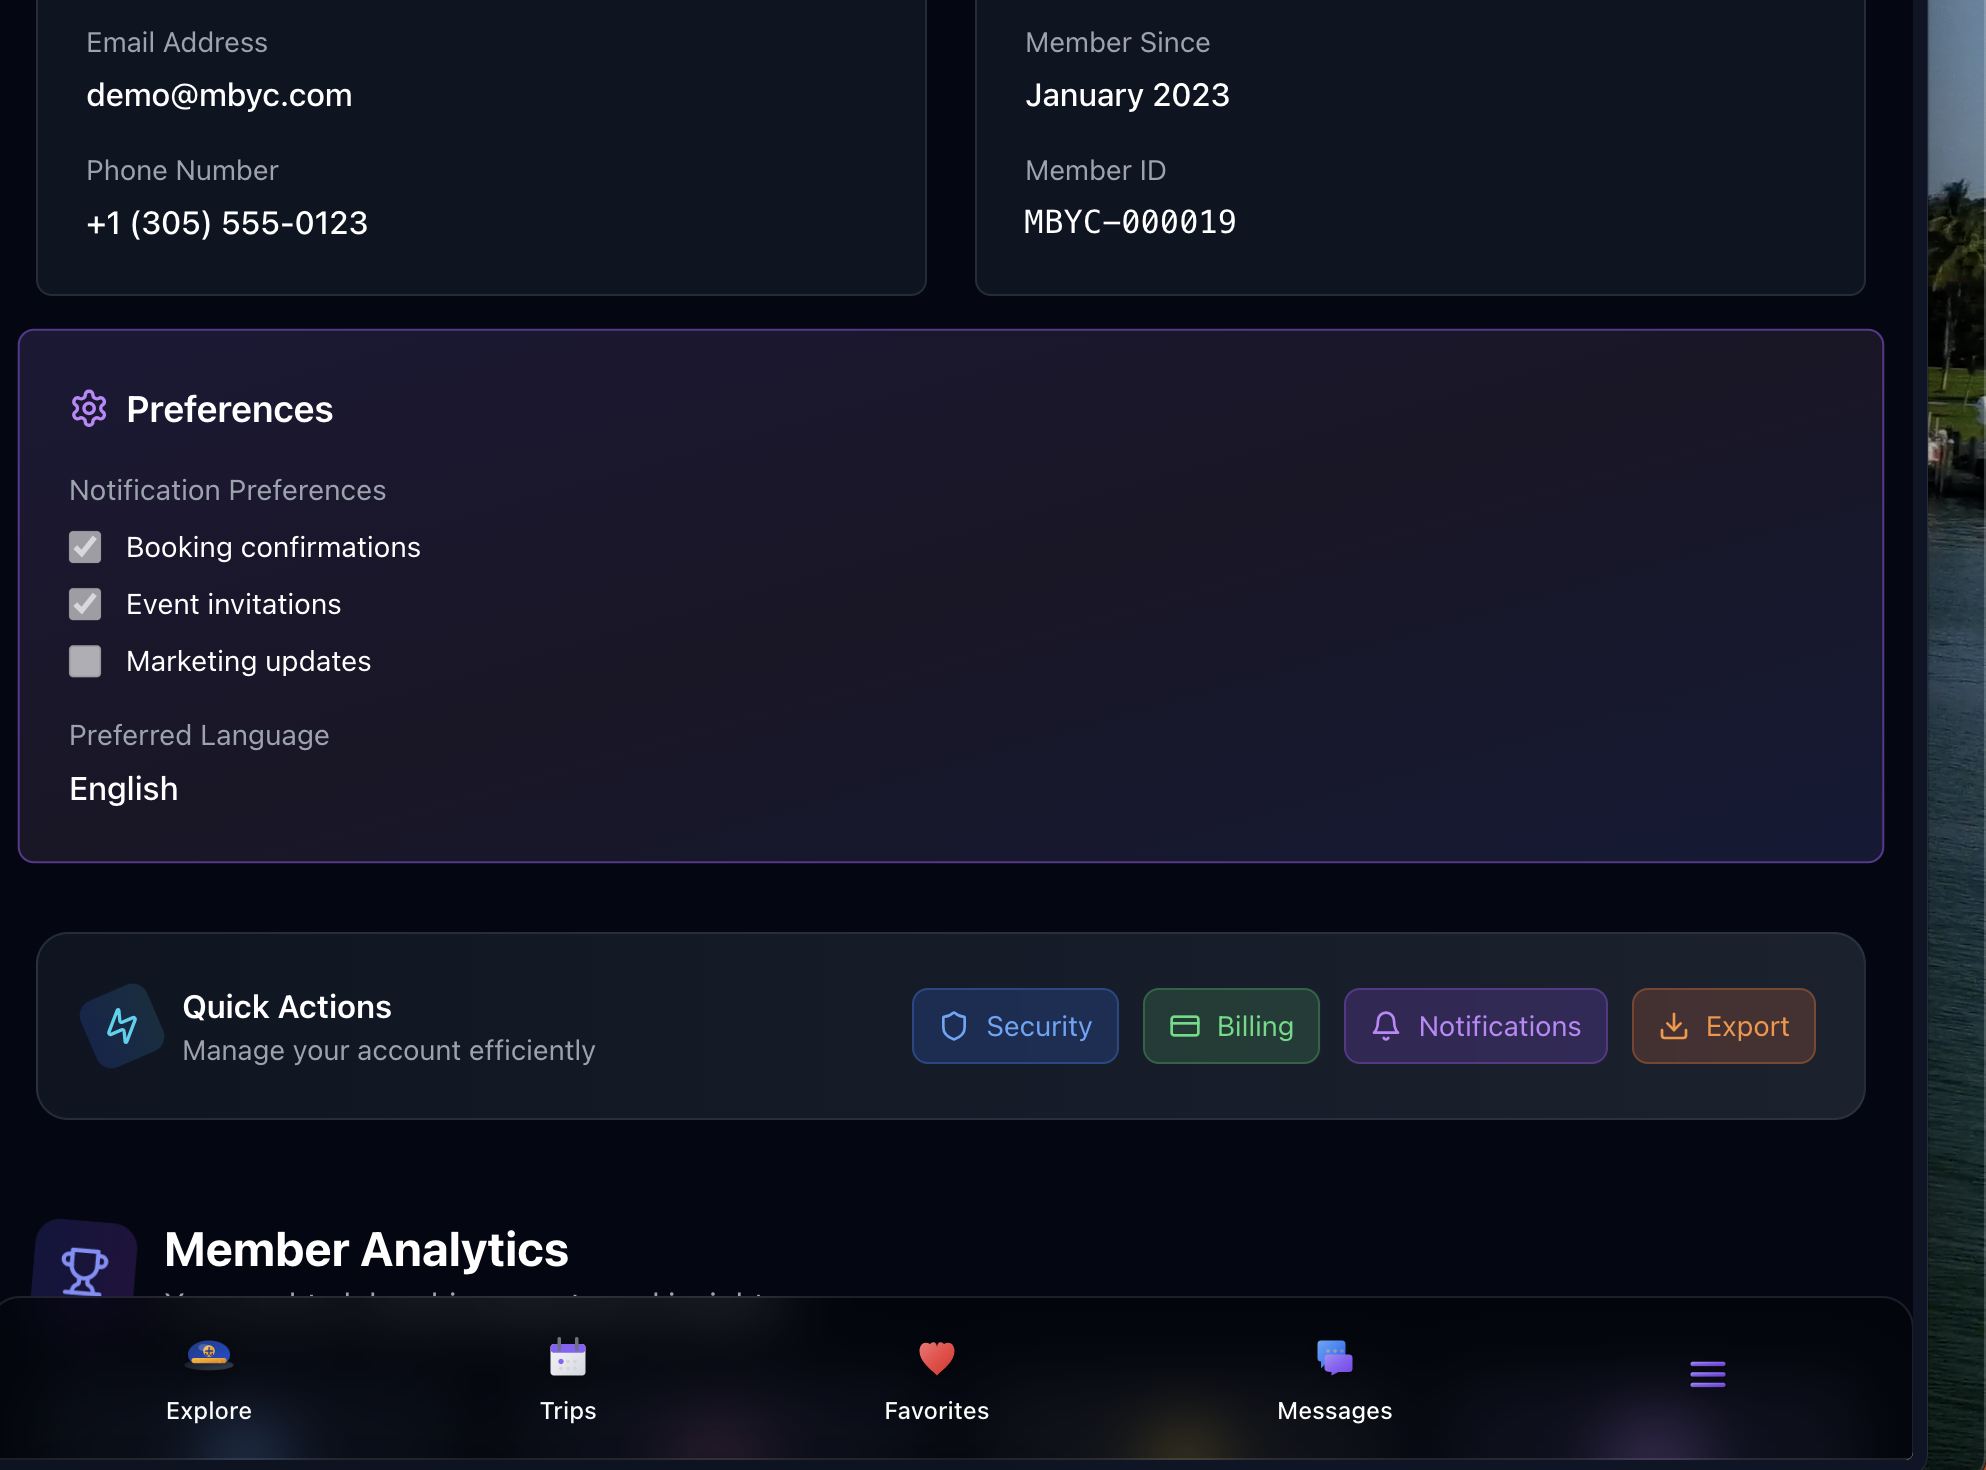 Email Address
demo@mbyc.com
Phone Number
+1 (305) 555-0123
Member Since
January 2023
Member ID
MBYC-000019
Preferences
Notification Preferences
Booking confirmations
Event invitations
Marketing updates
Preferred Language
English
Quick Actions
Manage your account efficiently
Security
Billing
Notifications
Export
Member Analytics
Explore
Trips
Favorites
Messages